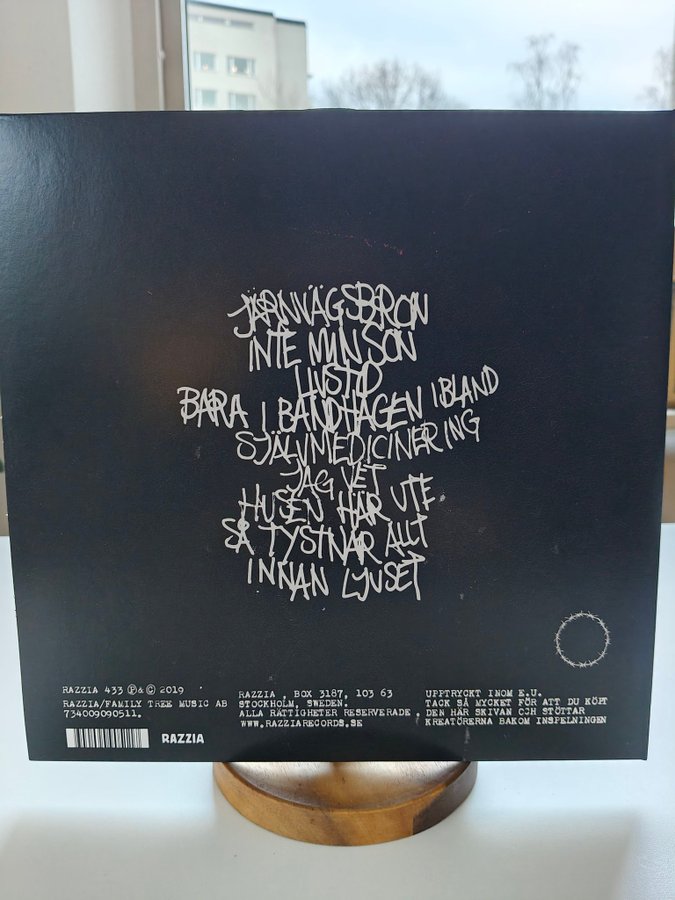 JÄRNVÄGSBRON
INTE MIN SON
LIVSTID
BARA I BANDHAGEN IBLAND
SJÄLVMEDICINERING
JAG VET
HUSEN HÄR UTE
SÅ TYSTNAR ALLT
INNAN LJUSET
RAZZIA 433 Ⓟ&© 2019
RAZZIA/FAMILY TREE MUSIC AB
734009090511.
RAZZIA
RAZZIA , BOX 3187, 103 63
STOCKHOLM, SWEDEN.
ALLA RÄTTIGHETER RESERVERADE .
WWW.RAZZIARECORDS.SE
UPPTRYCKT INOM E.U.
TACK SÅ MYCKET FÖR ATT DU KÖPT
DEN HÄR SKIVAN OCH STÖTTAR
KREATÖRERNA BAKOM INSPELNINGEN